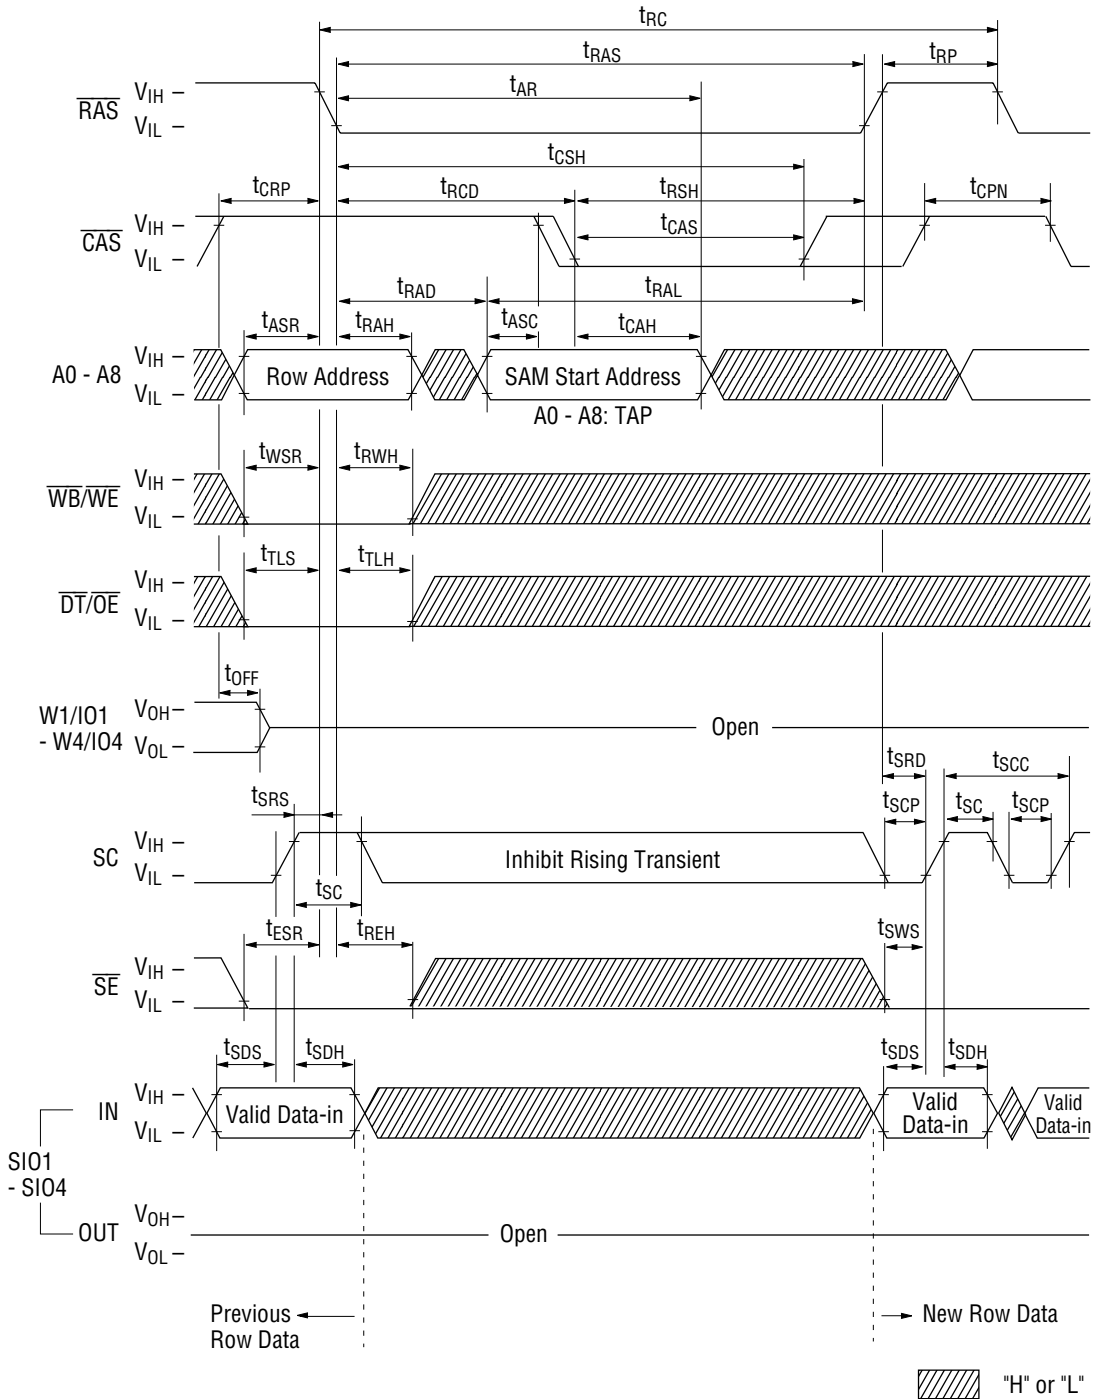 tRC
tRAS
tRP
tAR
RAS
VIH
VIL
tCSH
tCRP
tRCD
tRSH
tCPN
CAS
VIH
VIL
tCAS
tRAD
tRAL
tASR
tRAH
tASC
tCAH
A0 - A8
VIH
VIL
Row Address
SAM Start Address
A0 - A8: TAP
tWSR
tRWH
WB/WE
VIH
VIL
tTLS
tTLH
DT/OE
VIH
VIL
tOFF
W1/IO1
- W4/IO4
VOH
VOL
Open
tSRD
tSCC
tSRS
tSCP
tSC
tSCP
SC
VIH
VIL
Inhibit Rising Transient
tSC
tESR
tREH
tSWS
SE
VIH
VIL
tSDS
tSDH
tSDS
tSDH
IN
VIH
VIL
Valid Data-in
Valid
Data-in
Valid
Data-in
SIO1
- SIO4
OUT
VOH
VOL
Open
Previous
Row Data
New Row Data
"H" or "L"